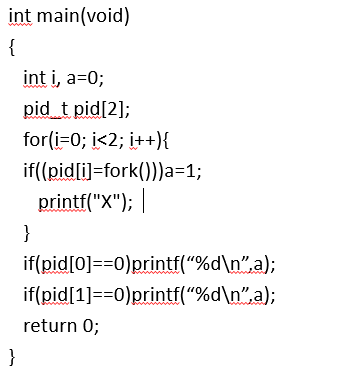 int main(void)
{
int i, a=0;
pid_t pid[2];
for(i=0; i<2; i++){
if((pid[i]=fork()))a=1;
printf("X");
}
if(pid[0]==0)printf(“%d\n”,a);
if(pid[1]==0)printf(“%d\n”,a);
return 0;
}